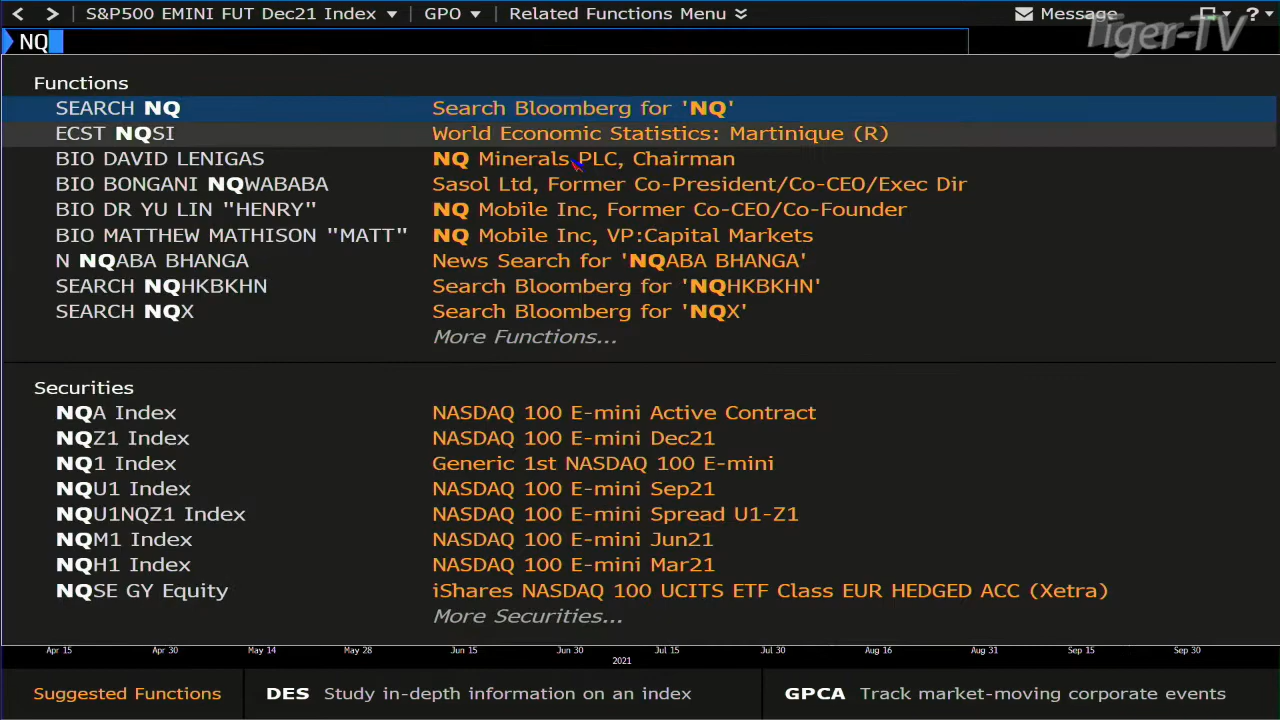 S&P500 EMINI FUT Dec21 Index GPO Related Functions Menu Message ?
Tiger-TV
NQ
Functions
SEARCH NQ Search Bloomberg for 'NQ'
ECST NQSI World Economic Statistics: Martinique (R)
BIO DAVID LENIGAS NQ Minerals PLC, Chairman
BIO BONGANI NQWABABA Sasol Ltd, Former Co-President/Co-CEO/Exec Dir
BIO DR YU LIN "HENRY" NQ Mobile Inc, Former Co-CEO/Co-Founder
BIO MATTHEW MATHISON "MATT" NQ Mobile Inc, VP:Capital Markets
N NQABA BHANGA News Search for 'NQABA BHANGA'
SEARCH NQHKBKHN Search Bloomberg for 'NQHKBKHN'
SEARCH NQX Search Bloomberg for 'NQX'
More Functions...
Securities
NQA Index NASDAQ 100 E-mini Active Contract
NQZ1 Index NASDAQ 100 E-mini Dec21
NQ1 Index Generic 1st NASDAQ 100 E-mini
NQU1 Index NASDAQ 100 E-mini Sep21
NQU1NQZ1 Index NASDAQ 100 E-mini Spread U1-Z1
NQM1 Index NASDAQ 100 E-mini Jun21
NQH1 Index NASDAQ 100 E-mini Mar21
NQSE GY Equity iShares NASDAQ 100 UCITS ETF Class EUR HEDGED ACC (Xetra)
More Securities...
Apr 15 Apr 30 May 14 May 28 Jun 15 Jun 30 Jul 15 Jul 30 Aug 16 Aug 31 Sep 15 Sep 30
2021
Suggested Functions DES Study in-depth information on an index GPCA Track market-moving corporate events